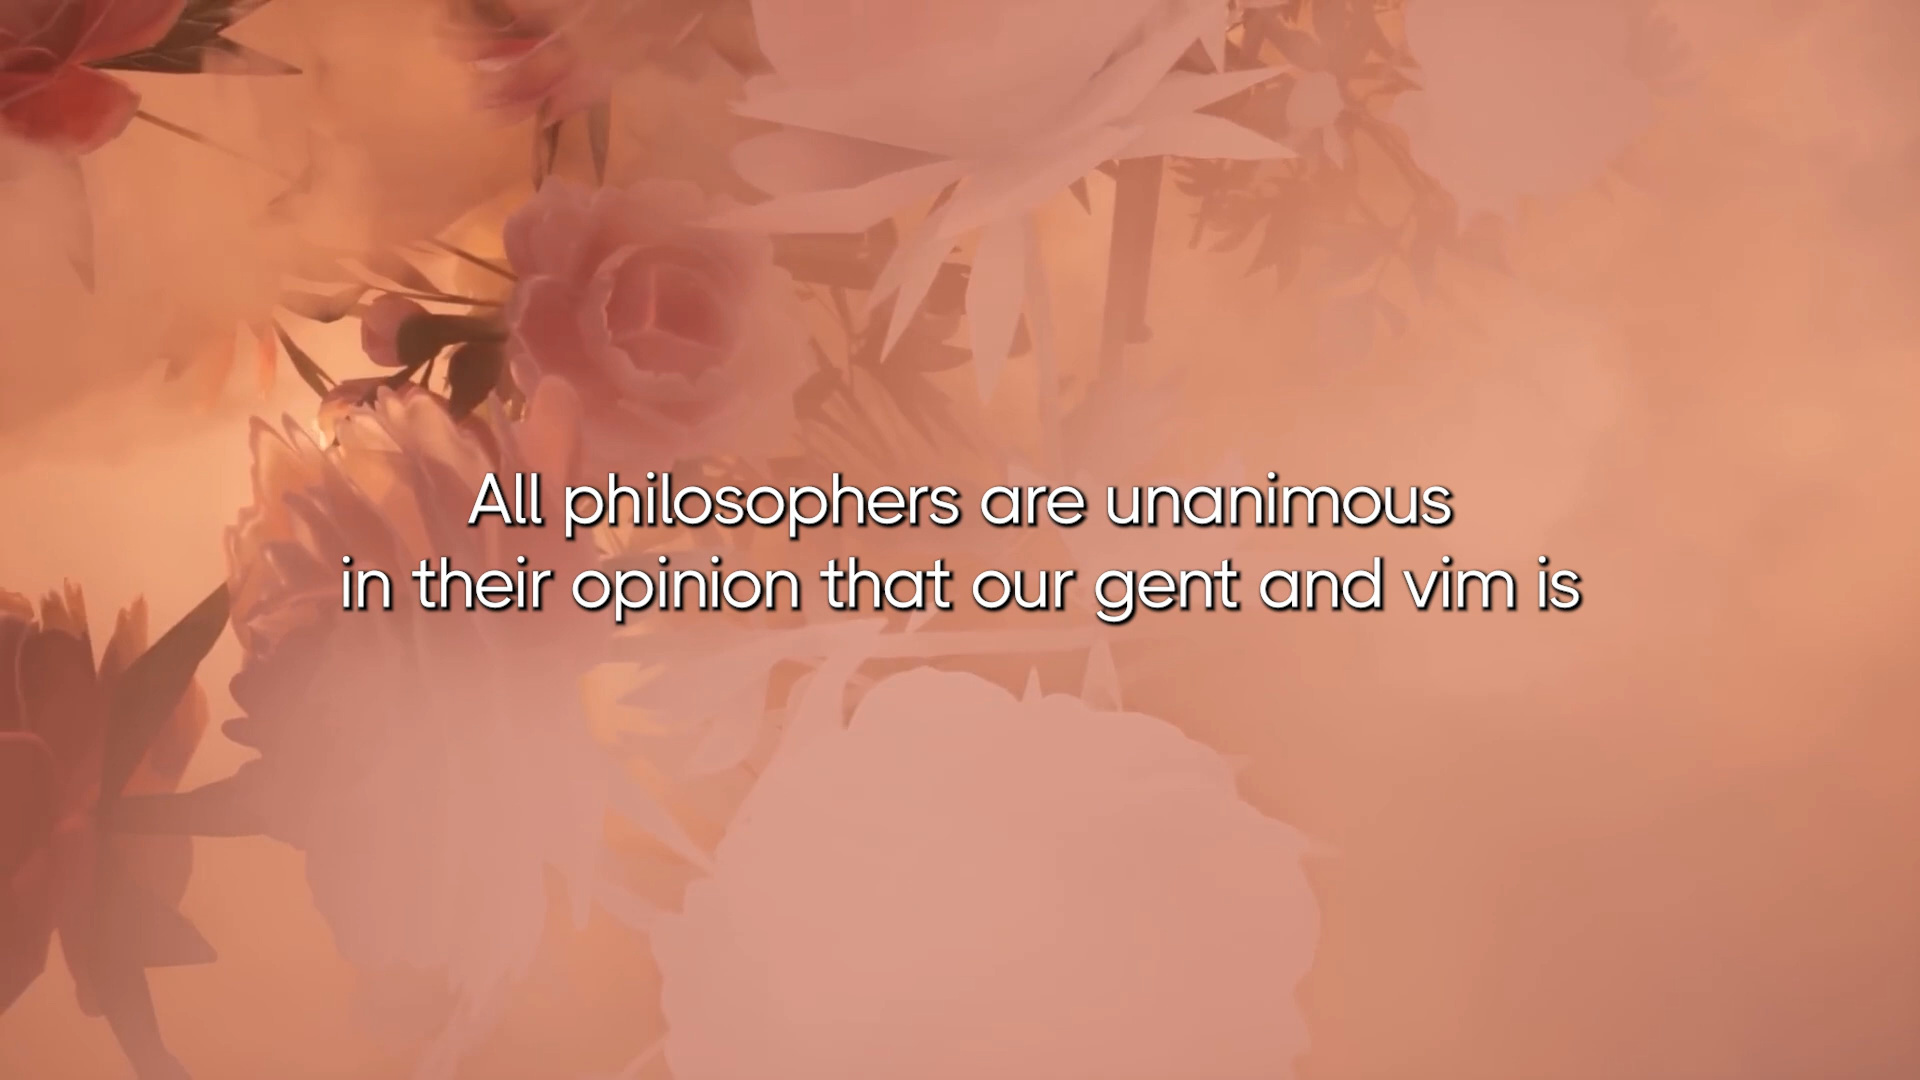 All philosophers are unanimous
in their opinion that our gent and vim is